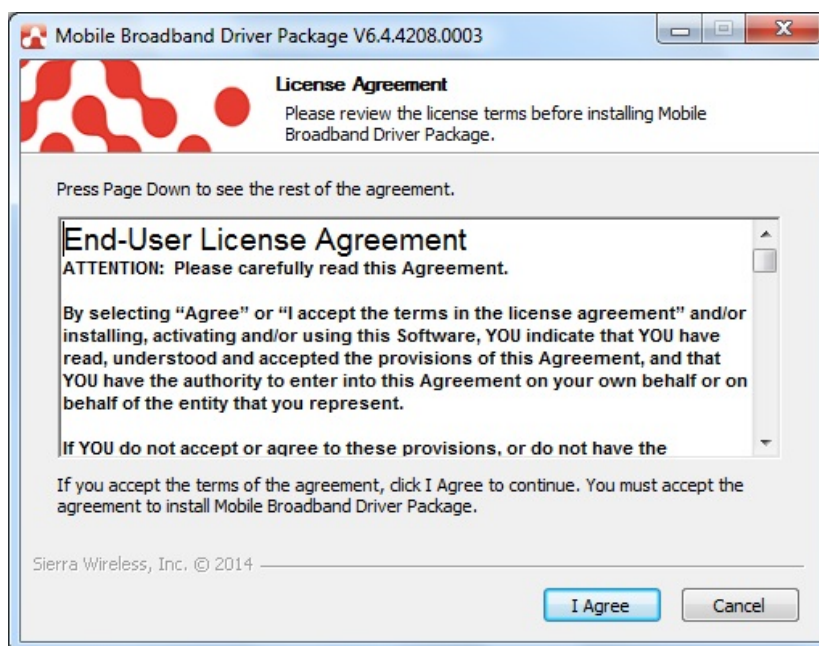 Mobile Broadband Driver Package V6.4.4208.0003
License Agreement
Please review the license terms before installing Mobile
Broadband Driver Package.
Press Page Down to see the rest of the agreement.
End-User License Agreement
ATTENTION:  Please carefully read this Agreement.
By selecting “Agree” or “I accept the terms in the license agreement” and/or
installing, activating and/or using this Software, YOU indicate that YOU have
read, understood and accepted the provisions of this Agreement, and that
YOU have the authority to enter into this Agreement on your own behalf or on
behalf of the entity that you represent.
If YOU do not accept or agree to these provisions, or do not have the
If you accept the terms of the agreement, click I Agree to continue. You must accept the
agreement to install Mobile Broadband Driver Package.
Sierra Wireless, Inc. © 2014
I Agree
Cancel